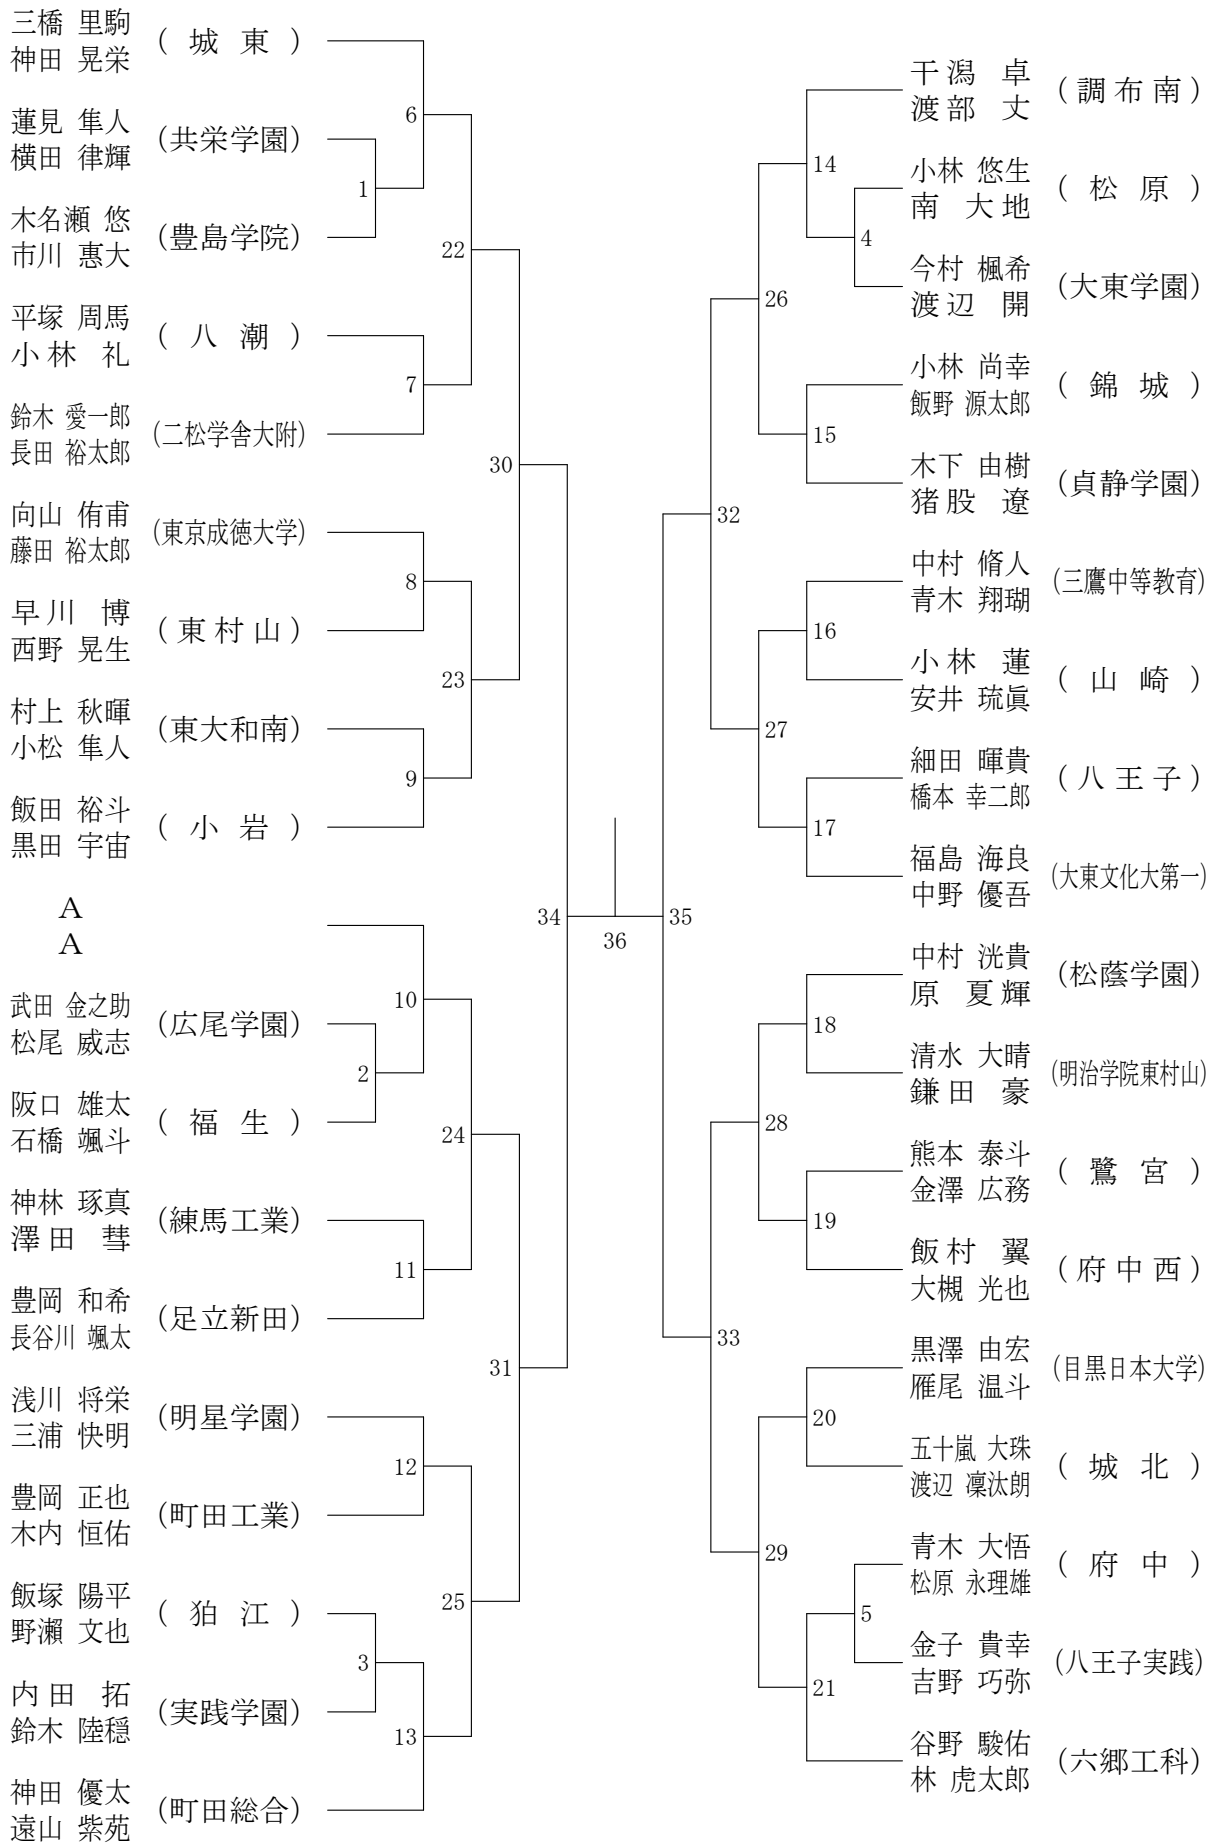 三橋 里駒
神田 晃栄
( 城 東 )
蓮見 隼人
横田 律輝
(共栄学園)
木名瀬 悠
市川 惠大
(豊島学院)
平塚 周馬
小林 礼
( 八 潮 )
鈴木 愛一郎
長田 裕太郎
(二松学舎大附)
向山 侑甫
藤田 裕太郎
(東京成徳大学)
早川 博
西野 晃生
(東村山)
村上 秋暉
小松 隼人
(東大和南)
飯田 裕斗
黒田 宇宙
( 小 岩 )
A
A
武田 金之助
松尾 威志
(広尾学園)
阪口 雄太
石橋 颯斗
( 福 生 )
神林 琢真
澤田 彗
(練馬工業)
豊岡 和希
長谷川 颯太
(足立新田)
浅川 将栄
三浦 快明
(明星学園)
豊岡 正也
木内 恒佑
(町田工業)
飯塚 陽平
野瀬 文也
( 狛 江 )
内田 拓
鈴木 陸穏
(実践学園)
神田 優太
遠山 紫苑
(町田総合)
1
2
3
6
7
8
9
10
11
12
13
22
23
24
25
30
31
34
36
35
32
33
26
27
28
29
14
15
16
17
18
19
20
21
4
5
干潟 卓
渡部 丈
(調布南)
小林 悠生
南 大地
( 松 原 )
今村 楓希
渡辺 開
(大東学園)
小林 尚幸
飯野 源太郎
( 錦 城 )
木下 由樹
猪股 遼
(貞静学園)
中村 脩人
青木 翔瑚
(三鷹中等教育)
小林 蓮
安井 琉眞
( 山 崎 )
細田 暉貴
橋本 幸二郎
(八王子)
福島 海良
中野 優吾
(大東文化大第一)
中村 洸貴
原 夏輝
(松蔭学園)
清水 大晴
鎌田 豪
(明治学院東村山)
熊本 泰斗
金澤 広務
( 鷺 宮 )
飯村 翼
大槻 光也
(府中西)
黒澤 由宏
雁尾 温斗
(目黒日本大学)
五十嵐 大珠
渡辺 凜汰朗
( 城 北 )
青木 大悟
松原 永理雄
( 府 中 )
金子 貴幸
吉野 巧弥
(八王子実践)
谷野 駿佑
林 虎太郎
(六郷工科)